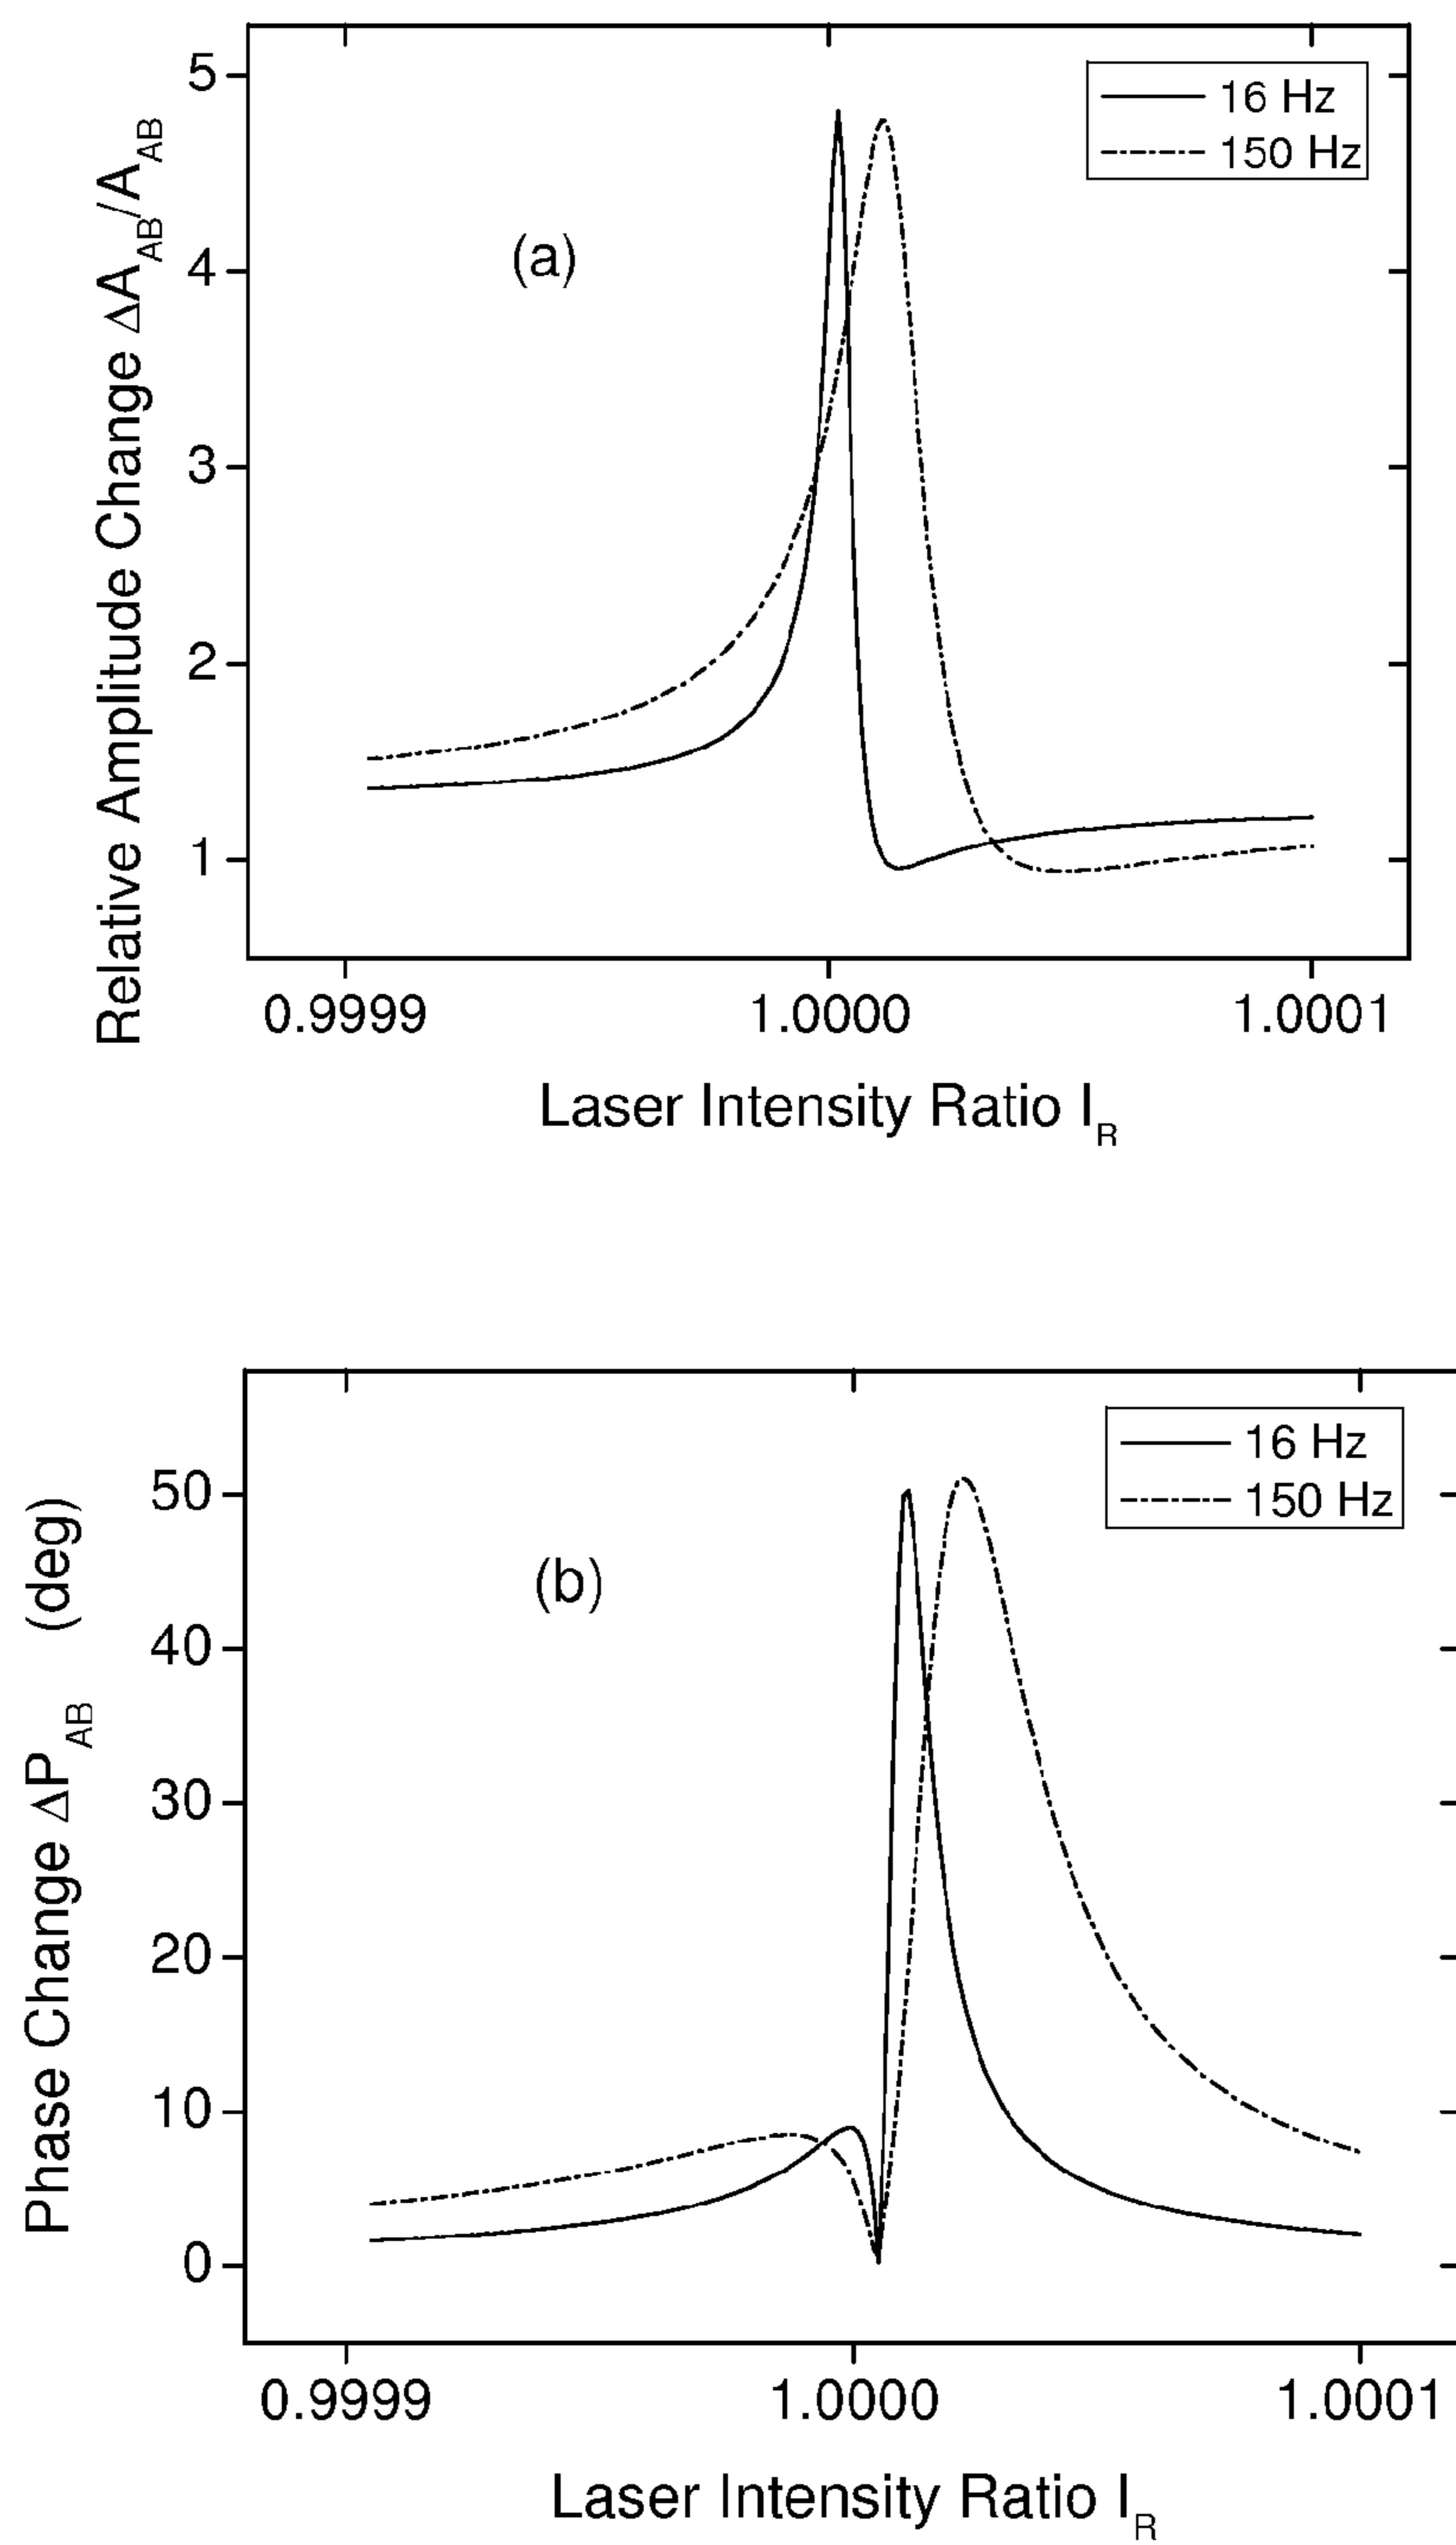 5
4
3
2
1
Relative Amplitude Change ΔA_AB/A_AB
(a)
16 Hz
150 Hz
0.9999 1.0000 1.0001
Laser Intensity Ratio I_R
50
40
30
20
10
0
Phase Change ΔP_AB (deg)
(b)
16 Hz
150 Hz
0.9999 1.0000 1.0001
Laser Intensity Ratio I_R